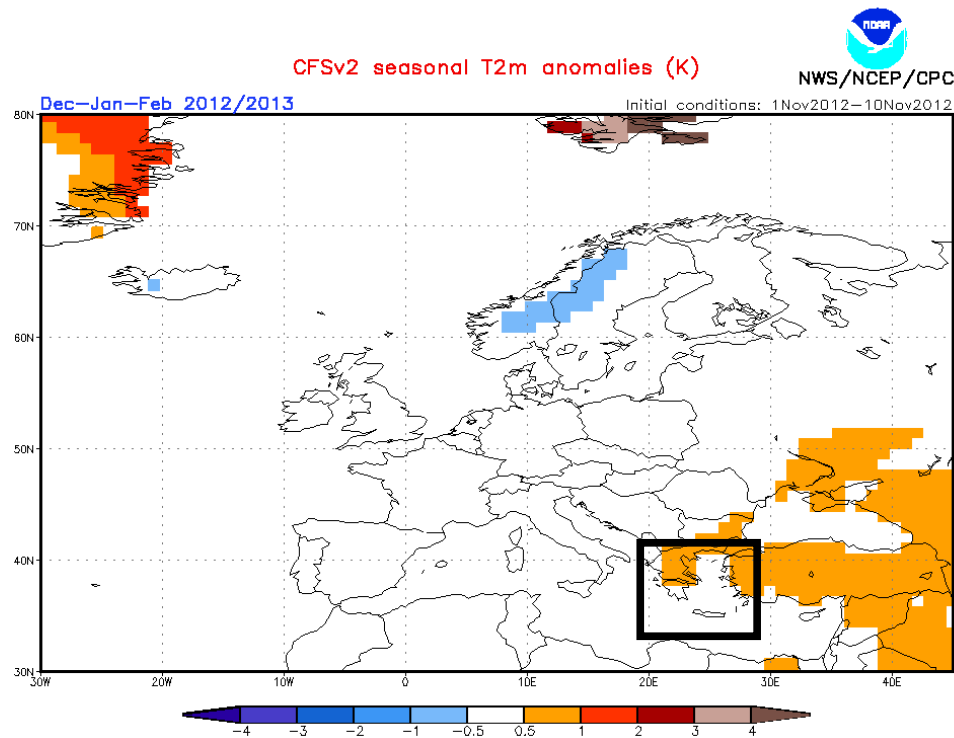 NOAA
CFSv2 seasonal T2m anomalies (K)
NWS/NCEP/CPC
Dec-Jan-Feb 2012/2013
Initial conditions: 1Nov2012-10Nov2012
80N
70N
60N
50N
40N
30N
30W 20W 10W 0 10E 20E 30E 40E
-4 -3 -2 -1 -0.5 0.5 1 2 3 4